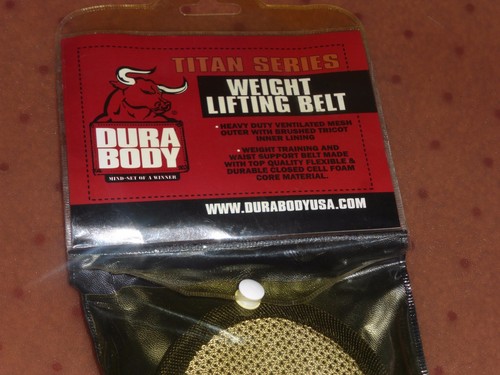 TITAN SERIES
WEIGHT
LIFTING BELT
• HEAVY DUTY VENTILATED MESH
OUTER WITH BRUSHED TRICOT
INNER LINING
• WEIGHT TRAINING AND
WAIST SUPPORT BELT MADE
WITH TOP QUALITY FLEXIBLE &
DURABLE CLOSED CELL FOAM
CORE MATERIAL.
DURA
BODY
MIND-SET OF A WINNER
WWW.DURABODYUSA.COM